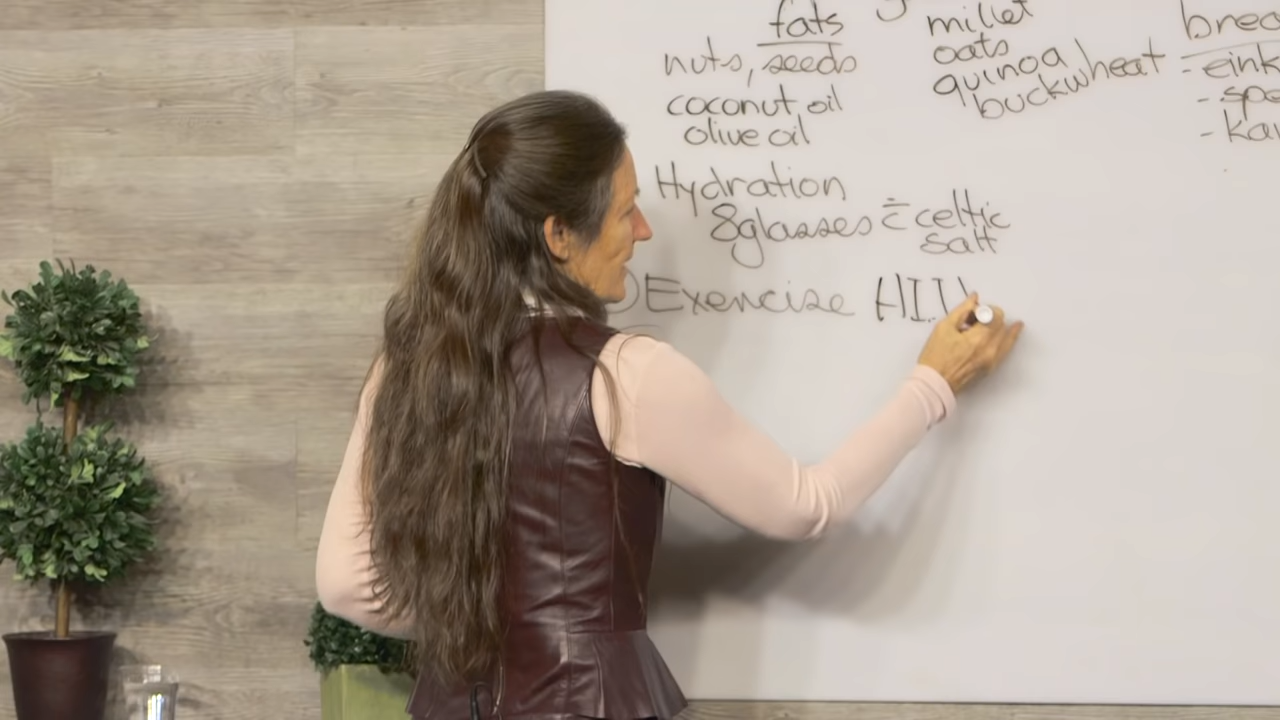 fats
nuts, seeds
coconut oil
olive oil
millet
oats
quinoa
buckwheat
Hydration
8glasses c̄ celtic
salt
Exercise HII